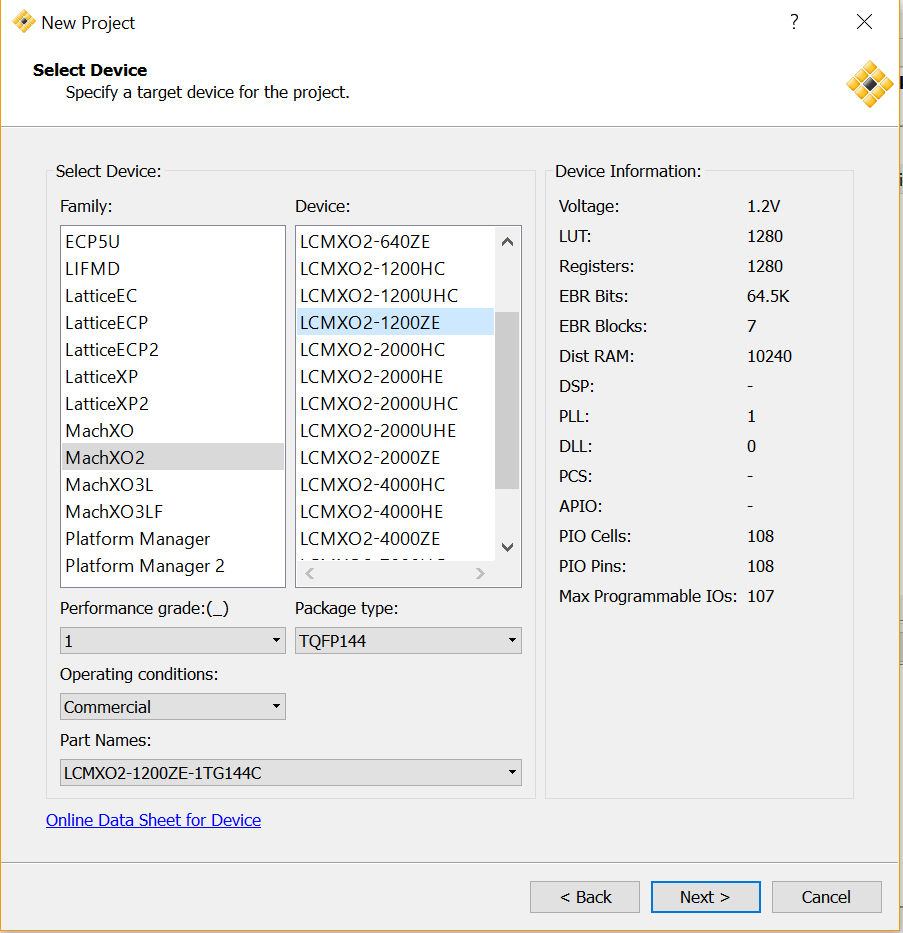 New Project
?
Select Device
Specify a target device for the project.
Select Device:
Family:
ECP5U
LIFMD
LatticeEC
LatticeECP
LatticeECP2
LatticeXP
LatticeXP2
MachXO
MachXO2
MachXO3L
MachXO3LF
Platform Manager
Platform Manager 2
Device:
LCMXO2-640ZE
LCMXO2-1200HC
LCMXO2-1200UHC
LCMXO2-1200ZE
LCMXO2-2000HC
LCMXO2-2000HE
LCMXO2-2000UHC
LCMXO2-2000UHE
LCMXO2-2000ZE
LCMXO2-4000HC
LCMXO2-4000HE
LCMXO2-4000ZE
Performance grade:(_)
1
Package type:
TQFP144
Operating conditions:
Commercial
Part Names:
LCMXO2-1200ZE-1TG144C
Online Data Sheet for Device
Device Information:
Voltage: 1.2V
LUT: 1280
Registers: 1280
EBR Bits: 64.5K
EBR Blocks: 7
Dist RAM: 10240
DSP: -
PLL: 1
DLL: 0
PCS: -
APIO: -
PIO Cells: 108
PIO Pins: 108
Max Programmable IOs: 107
< Back
Next >
Cancel